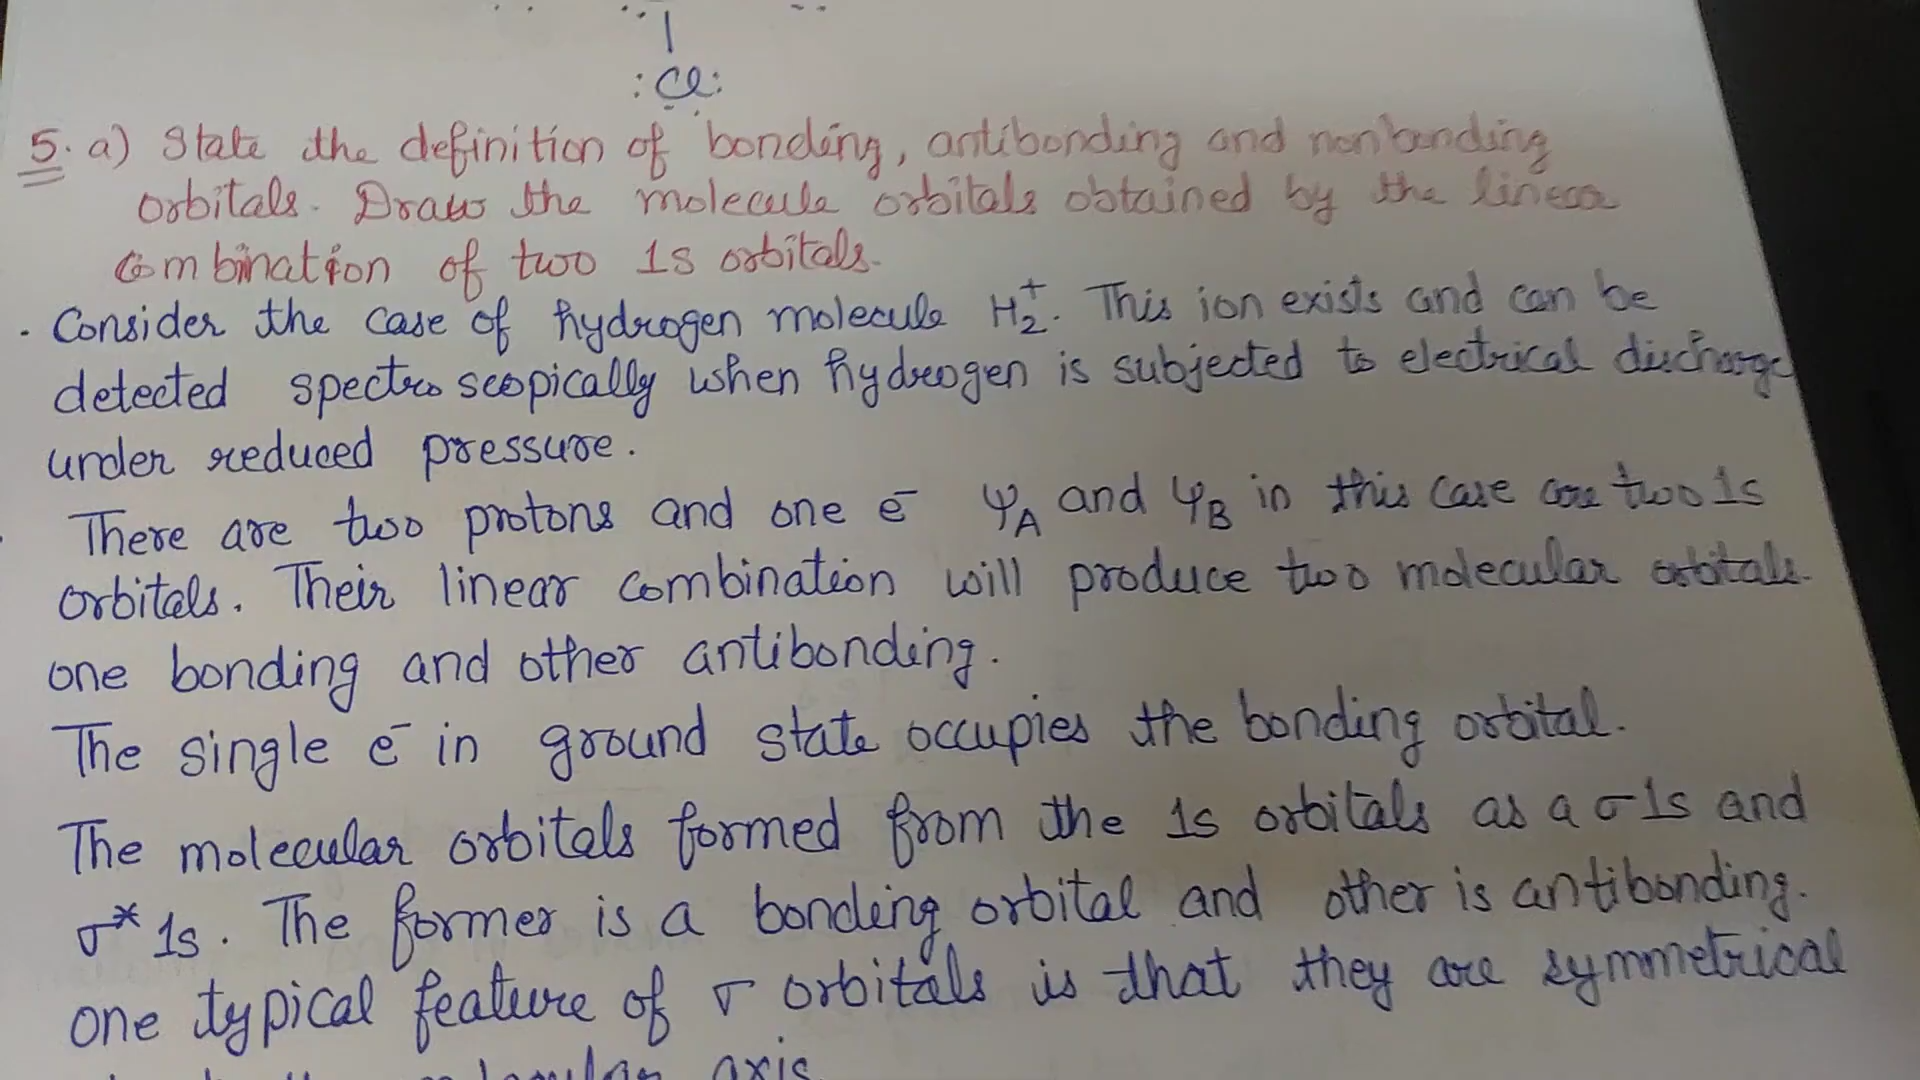 :Cl:
5. a) State the definition of bonding, antibonding and nonbonding
orbitals. Draw the molecule orbitals obtained by the linear
combination of two 1s orbitals.
. Consider the case of hydrogen molecule H₂⁺. This ion exists and can be
detected spectroscopically when hydrogen is subjected to electrical discharge
under reduced pressure.
There are two protons and one e⁻ ψA and ψB in this case are two 1s
orbitals. Their linear combination will produce two molecular orbitals.
one bonding and other antibonding.
The single e⁻ in ground state occupies the bonding orbital.
The molecular orbitals formed from the 1s orbitals as a σ1s and
σ* 1s. The former is a bonding orbital and other is antibonding.
one typical feature of σ orbitals is that they are symmetrical
axis